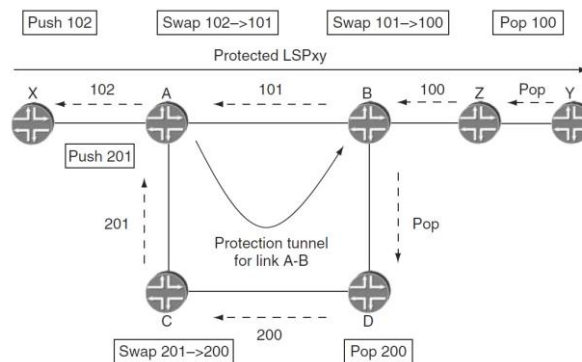 Push 102
Swap 102–>101
Swap 101–>100
Pop 100
Protected LSPxy
X
102
A
101
B
100
Z
Pop
Y
Push 201
201
Protection tunnel
for link A-B
Pop
C
200
D
Swap 201–>200
Pop 200